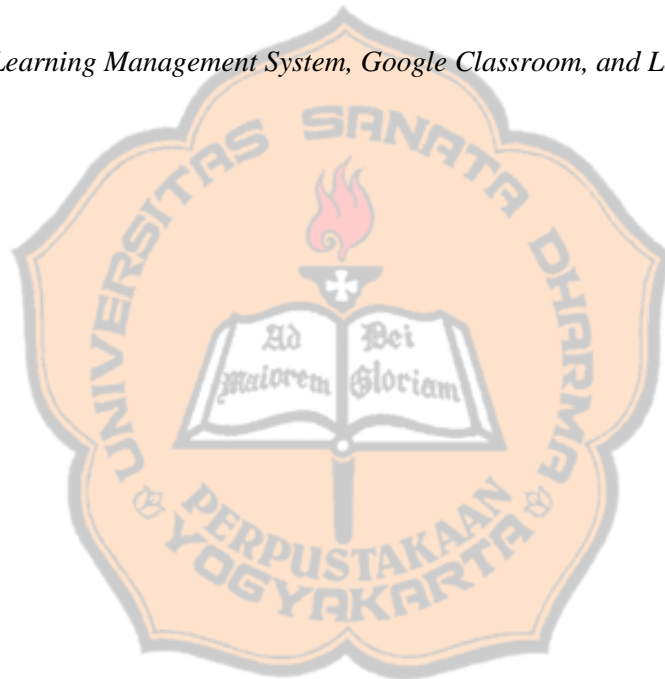 Learning Management System, Google Classroom, and L
UNIVERSITAS SANATA DHARMA
Ad Dei
Maiorem Gloriam
PERPUSTAKAAN
YOGYAKARTA